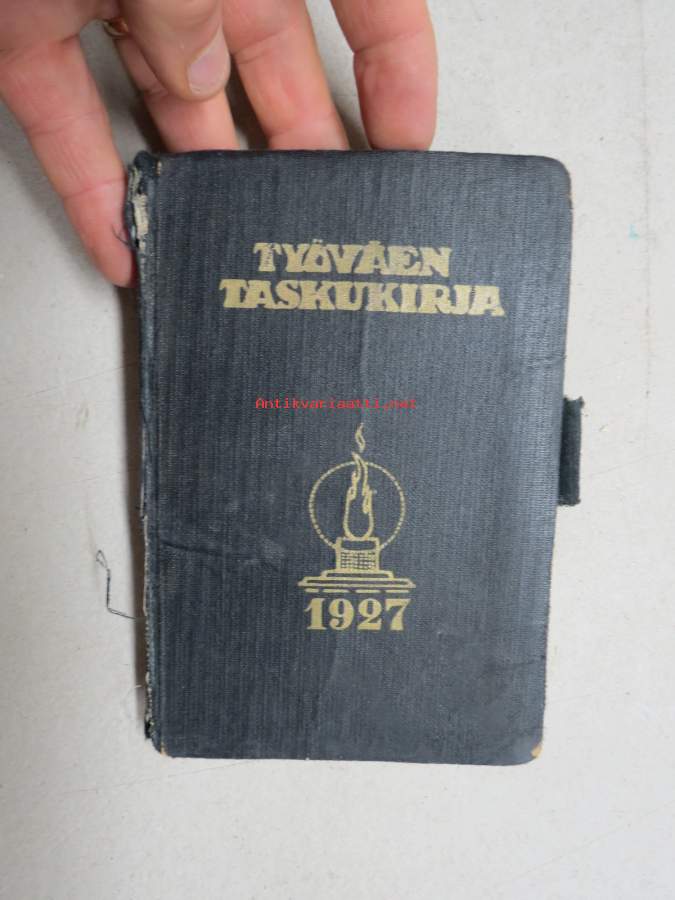 TYÖVÄEN
TASKUKIRJA
Antikvariaatti.net
1927